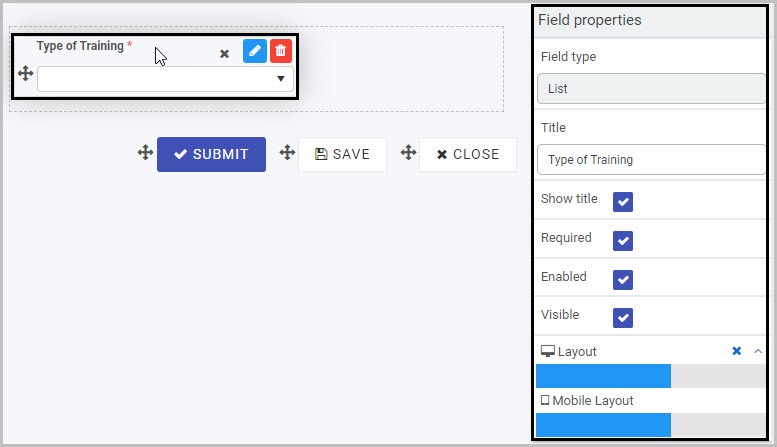 Type of Training *
SUBMIT
SAVE
CLOSE
Field properties
Field type
List
Title
Type of Training
Show title
Required
Enabled
Visible
Layout
Mobile Layout